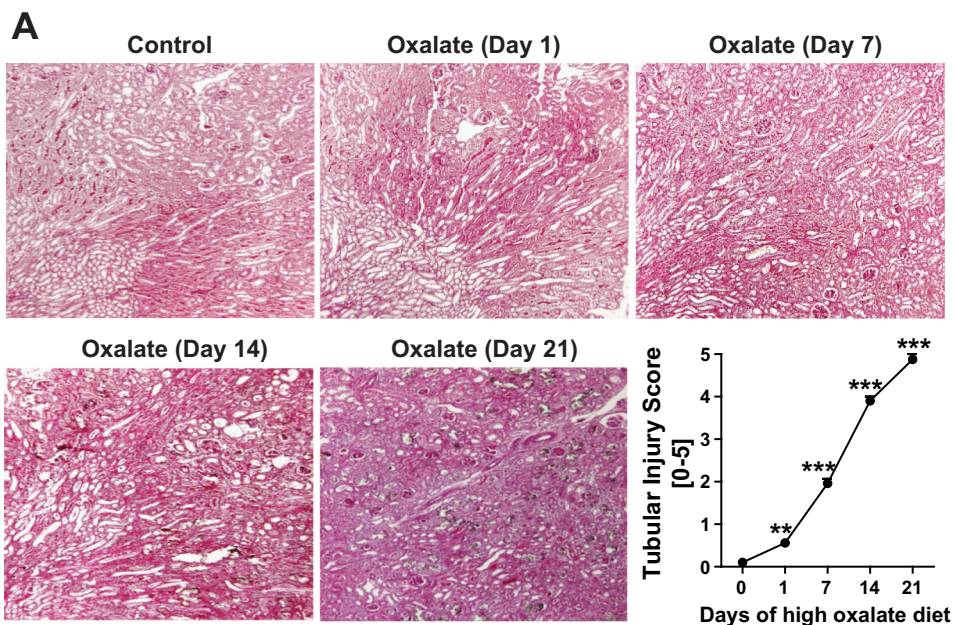 A
Control
Oxalate (Day 1)
Oxalate (Day 7)
Oxalate (Day 14)
Oxalate (Day 21)
Tubular Injury Score
[0-5]
5
4
3
2
1
0
**
***
***
***
0 1 7 14 21
Days of high oxalate diet